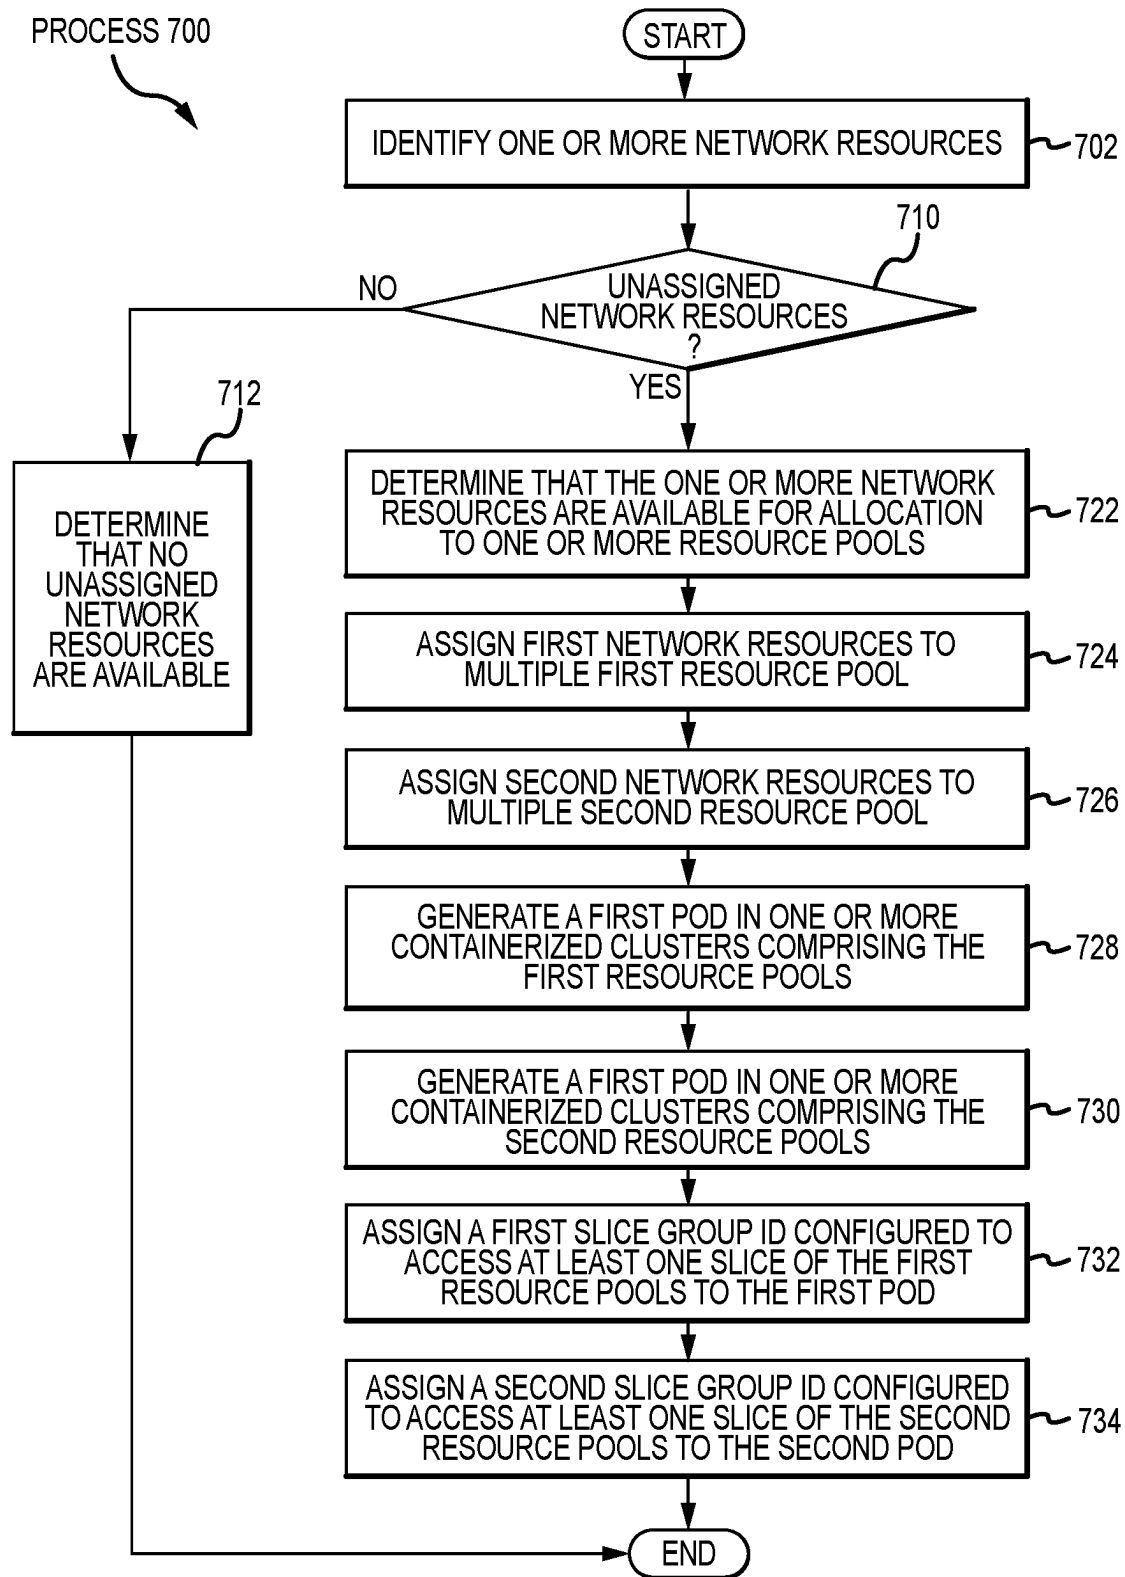 PROCESS 700
START
IDENTIFY ONE OR MORE NETWORK RESOURCES
702
710
UNASSIGNED
NETWORK RESOURCES
?
NO
YES
712
DETERMINE
THAT NO
UNASSIGNED
NETWORK
RESOURCES
ARE AVAILABLE
DETERMINE THAT THE ONE OR MORE NETWORK
RESOURCES ARE AVAILABLE FOR ALLOCATION
TO ONE OR MORE RESOURCE POOLS
722
ASSIGN FIRST NETWORK RESOURCES TO
MULTIPLE FIRST RESOURCE POOL
724
ASSIGN SECOND NETWORK RESOURCES TO
MULTIPLE SECOND RESOURCE POOL
726
GENERATE A FIRST POD IN ONE OR MORE
CONTAINERIZED CLUSTERS COMPRISING THE
FIRST RESOURCE POOLS
728
GENERATE A FIRST POD IN ONE OR MORE
CONTAINERIZED CLUSTERS COMPRISING THE
SECOND RESOURCE POOLS
730
ASSIGN A FIRST SLICE GROUP ID CONFIGURED TO
ACCESS AT LEAST ONE SLICE OF THE FIRST
RESOURCE POOLS TO THE FIRST POD
732
ASSIGN A SECOND SLICE GROUP ID CONFIGURED
TO ACCESS AT LEAST ONE SLICE OF THE SECOND
RESOURCE POOLS TO THE SECOND POD
734
END